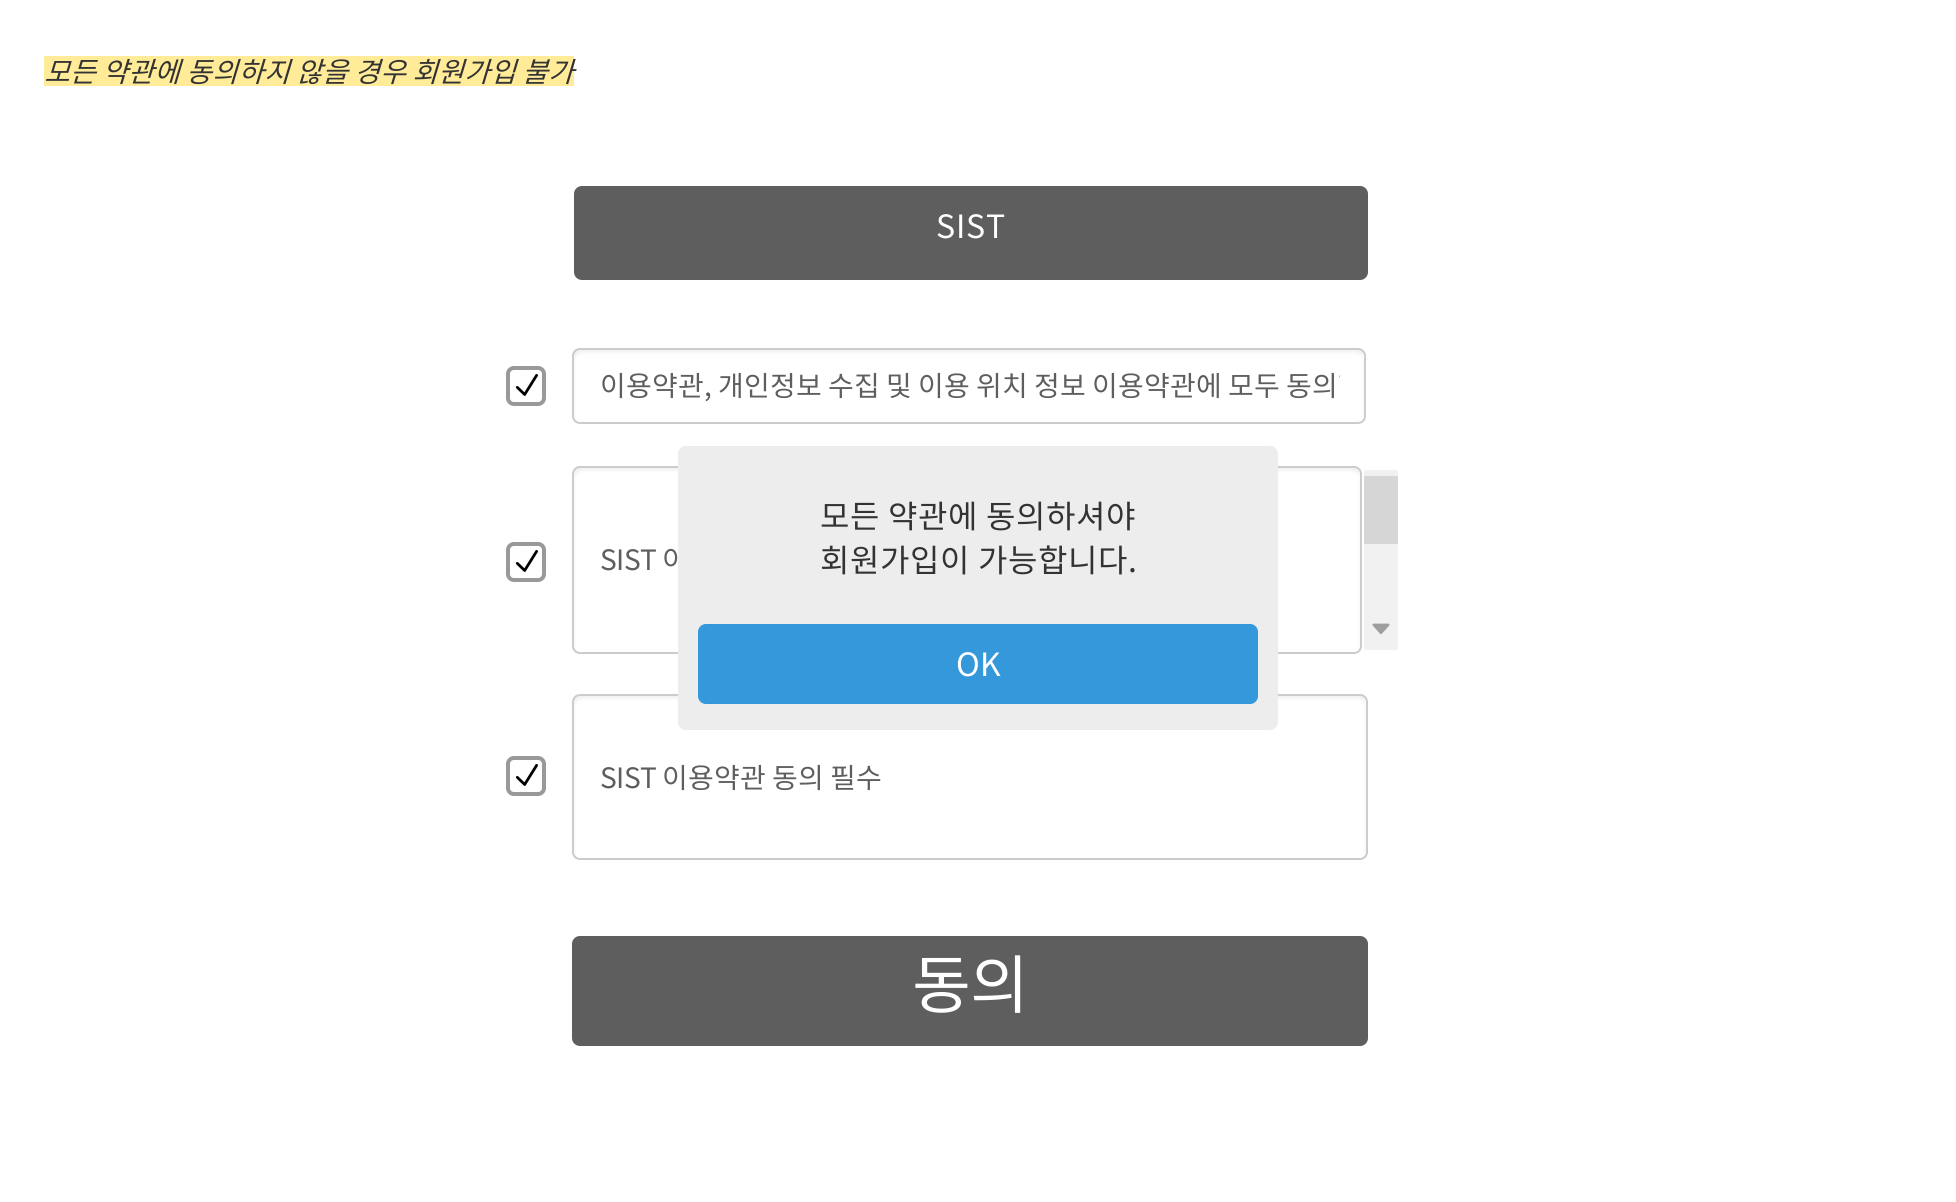 모든 약관에 동의하지 않을 경우 회원가입 불가
SIST
이용약관, 개인정보 수집 및 이용 위치 정보 이용약관에 모두 동의
모든 약관에 동의하셔야
회원가입이 가능합니다.
SIST
OK
SIST 이용약관 동의 필수
동의